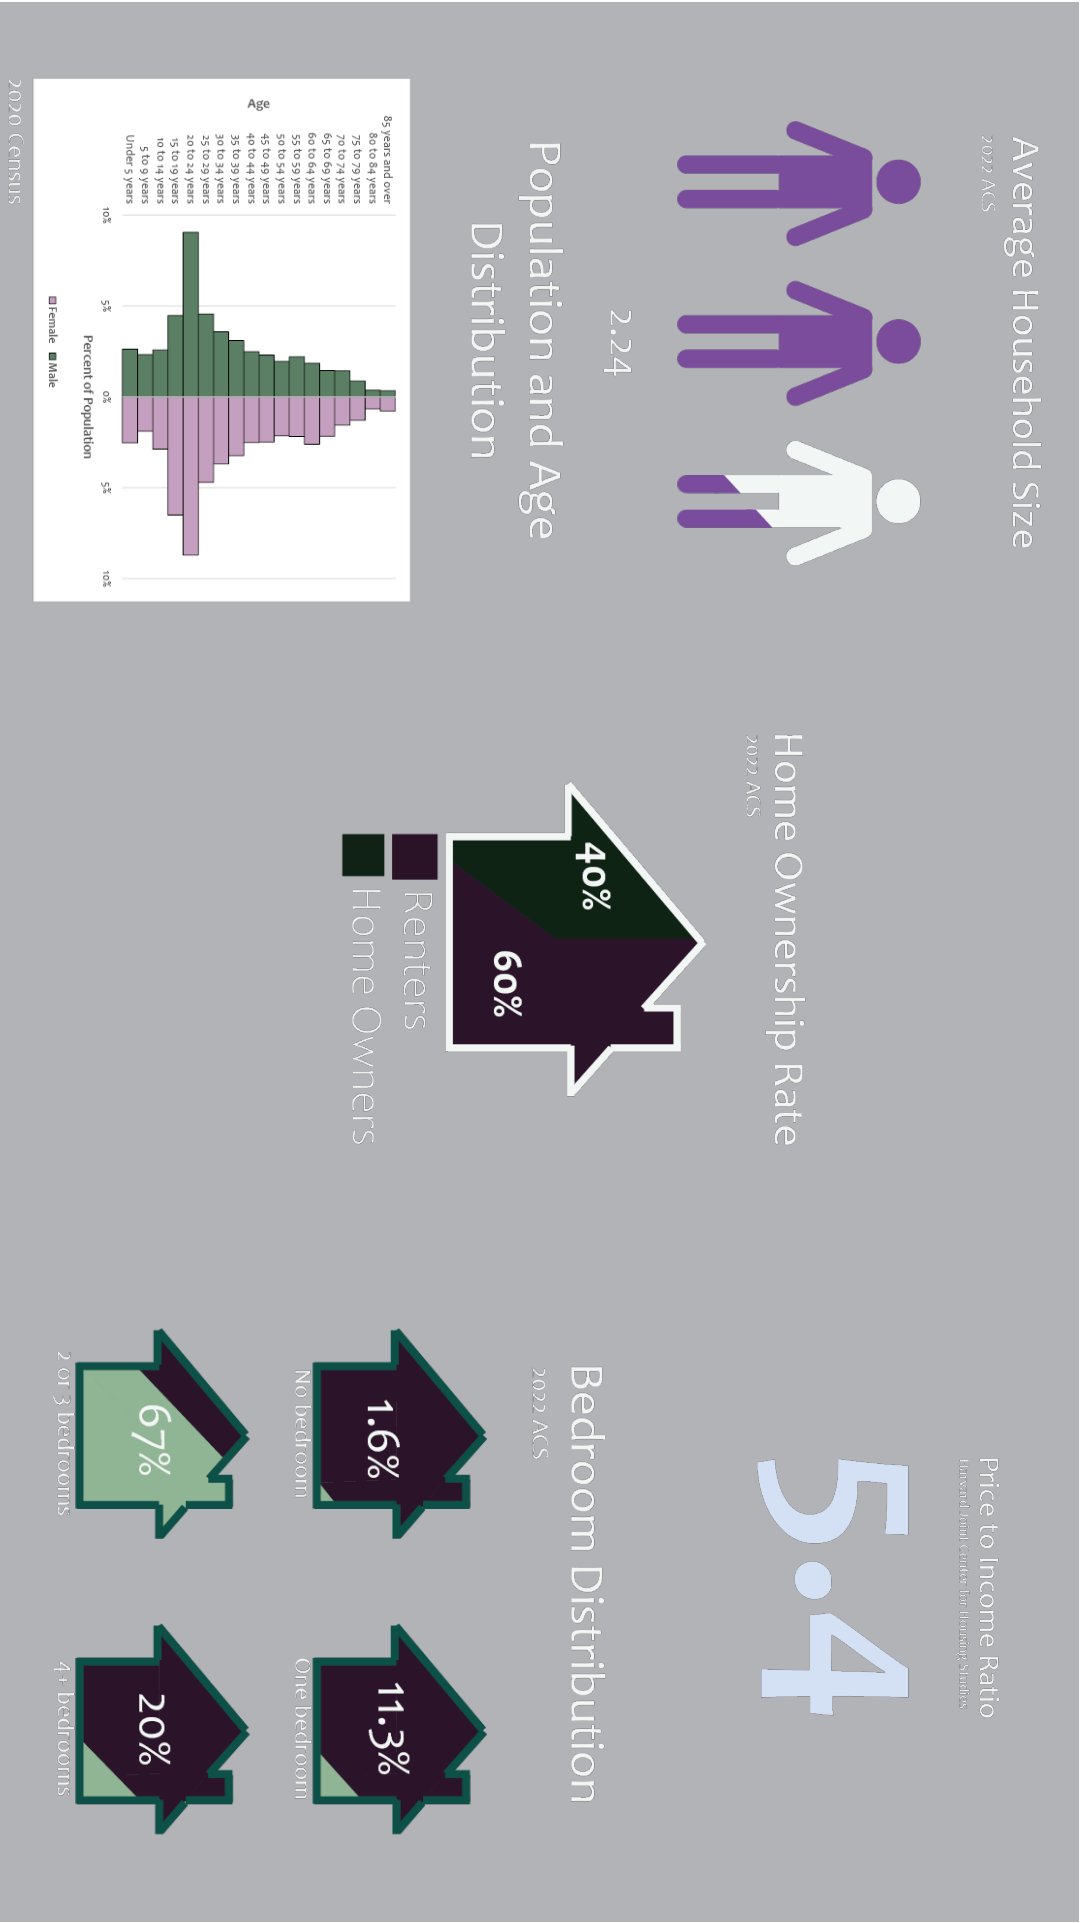 Average Household Size
2022 ACS
2.24
Population and Age
Distribution
Age
85 years and over
80 to 84 years
75 to 79 years
70 to 74 years
65 to 69 years
60 to 64 years
55 to 59 years
50 to 54 years
45 to 49 years
40 to 44 years
35 to 39 years
30 to 34 years
25 to 29 years
20 to 24 years
15 to 19 years
10 to 14 years
5 to 9 years
Under 5 years
10% 5% 0% 5% 10%
Percent of Population
Female Male
2020 Census
Home Ownership Rate
2022 ACS
40%
60%
Renters
Home Owners
Price to Income Ratio
Harvard Joint Center for Housing Studies
5.4
Bedroom Distribution
2022 ACS
1.6%
No bedroom
11.3%
One bedroom
67%
2 or 3 bedrooms
20%
4+ bedrooms